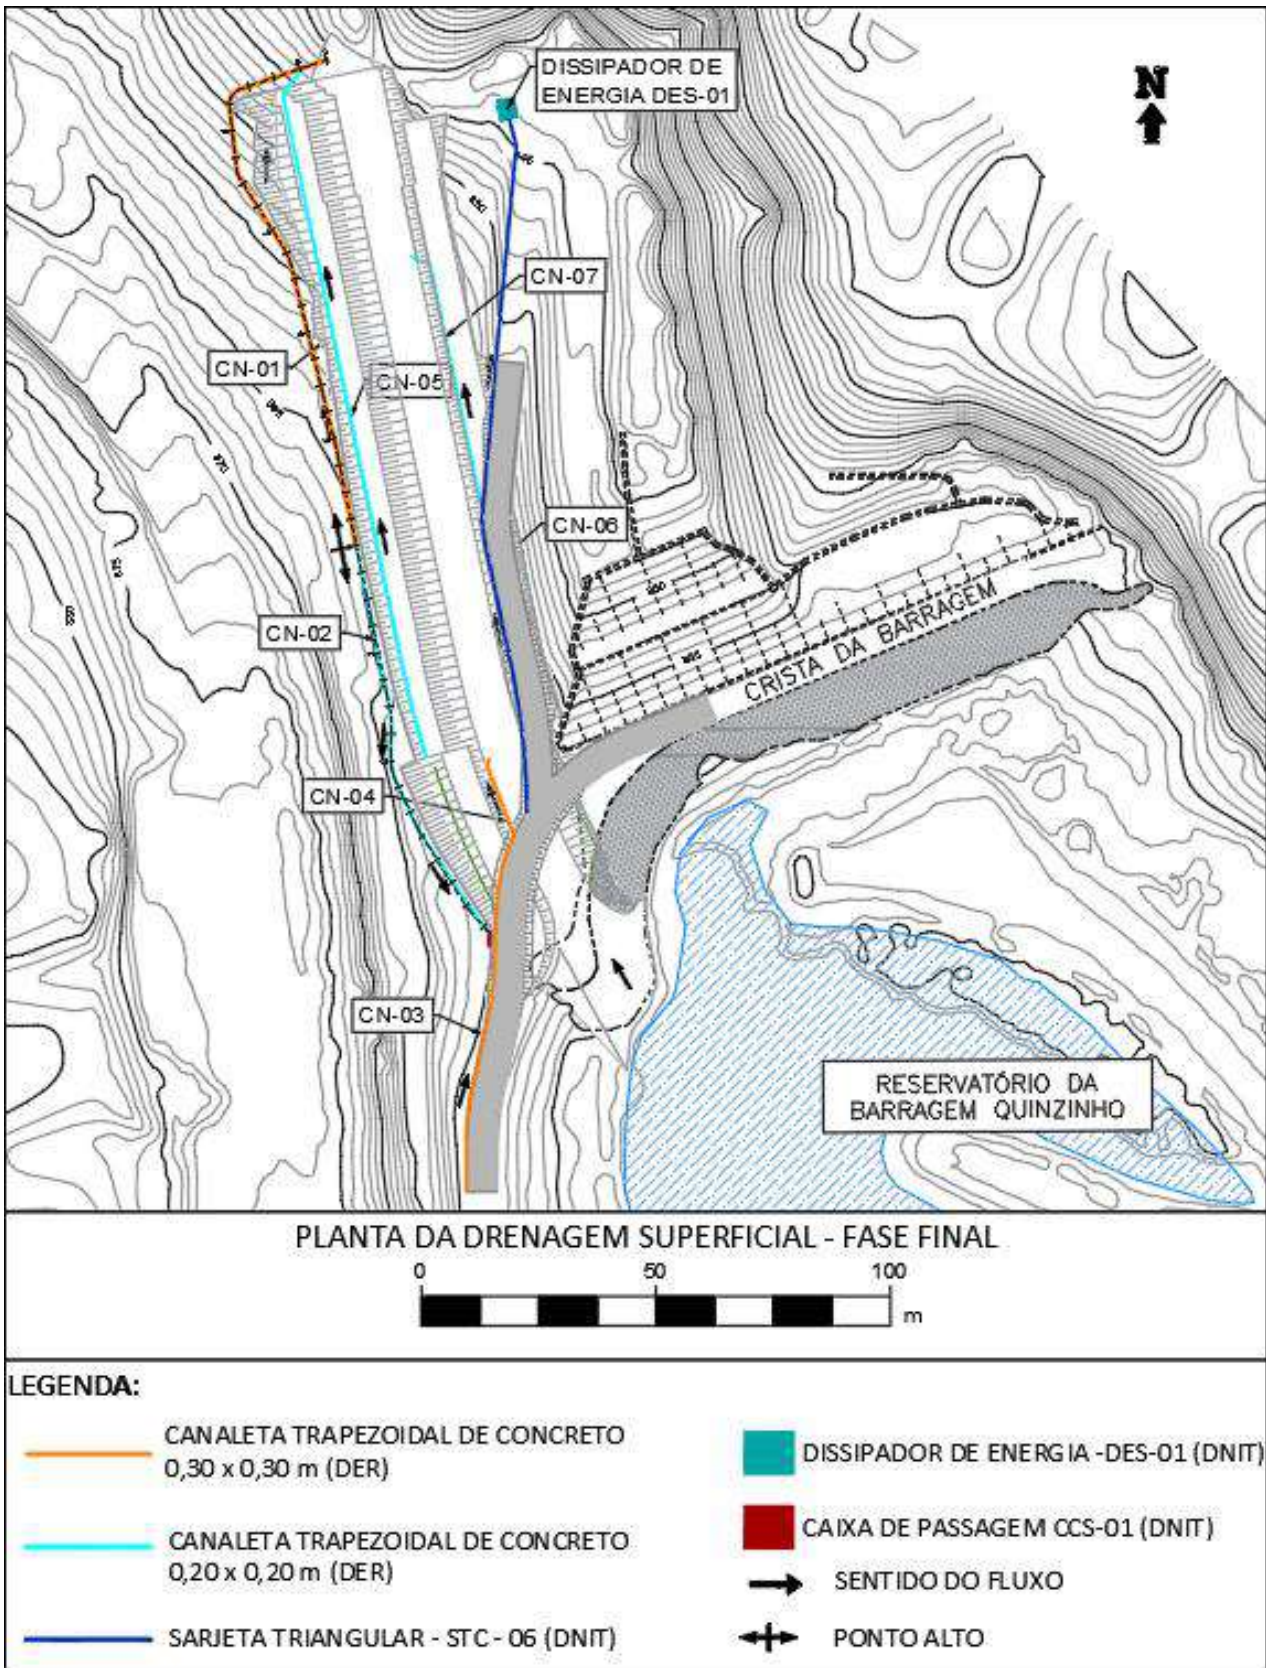 DISSIPADOR DE
ENERGIA DES-01
N
CN-07
CN-01
CN-05
CN-06
CN-02
CRISTA DA BARRAGEM
CN-04
CN-03
RESERVATÓRIO DA
BARRAGEM QUINZINHO
PLANTA DA DRENAGEM SUPERFICIAL - FASE FINAL
0 50 100
m
LEGENDA:
CANALETA TRAPEZOIDAL DE CONCRETO
0,30 x 0,30 m (DER)
CANALETA TRAPEZOIDAL DE CONCRETO
0,20 x 0,20 m (DER)
SARJETA TRIANGULAR - STC - 06 (DNIT)
DISSIPADOR DE ENERGIA -DES-01 (DNIT)
CAIXA DE PASSAGEM CCS-01 (DNIT)
SENTIDO DO FLUXO
PONTO ALTO